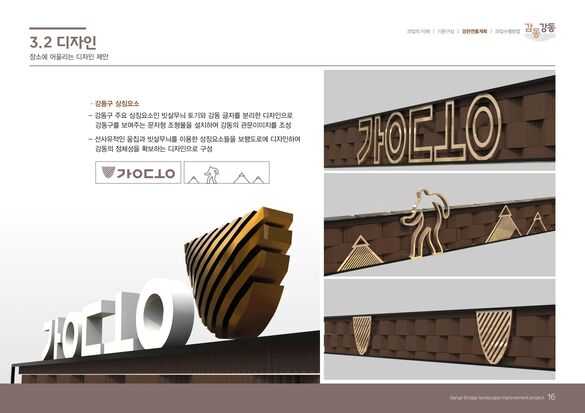 3.2 디자인
장소에 어울리는 디자인 제안
과업의 이해 | 기본구상 | 경관연출계획 | 과업수행방법
감동강동
· 강동구 상징요소
– 강동구 주요 상징요소인 빗살무늬 토기와 강동 글자를 분리한 디자인으로
강동구를 보여주는 문자형 조형물을 설치하여 강동의 관문이미지를 조성
– 선사유적인 움집과 빗살무늬를 이용한 상징요소들을 보행도로에 디자인하여
강동의 정체성을 확보하는 디자인으로 구성
가ㅇㄷㅗㅇ
가ㅇㄷㅗㅇ
가ㅇㄷㅗㅇ
Gangil Bridge landscape improvement project 16